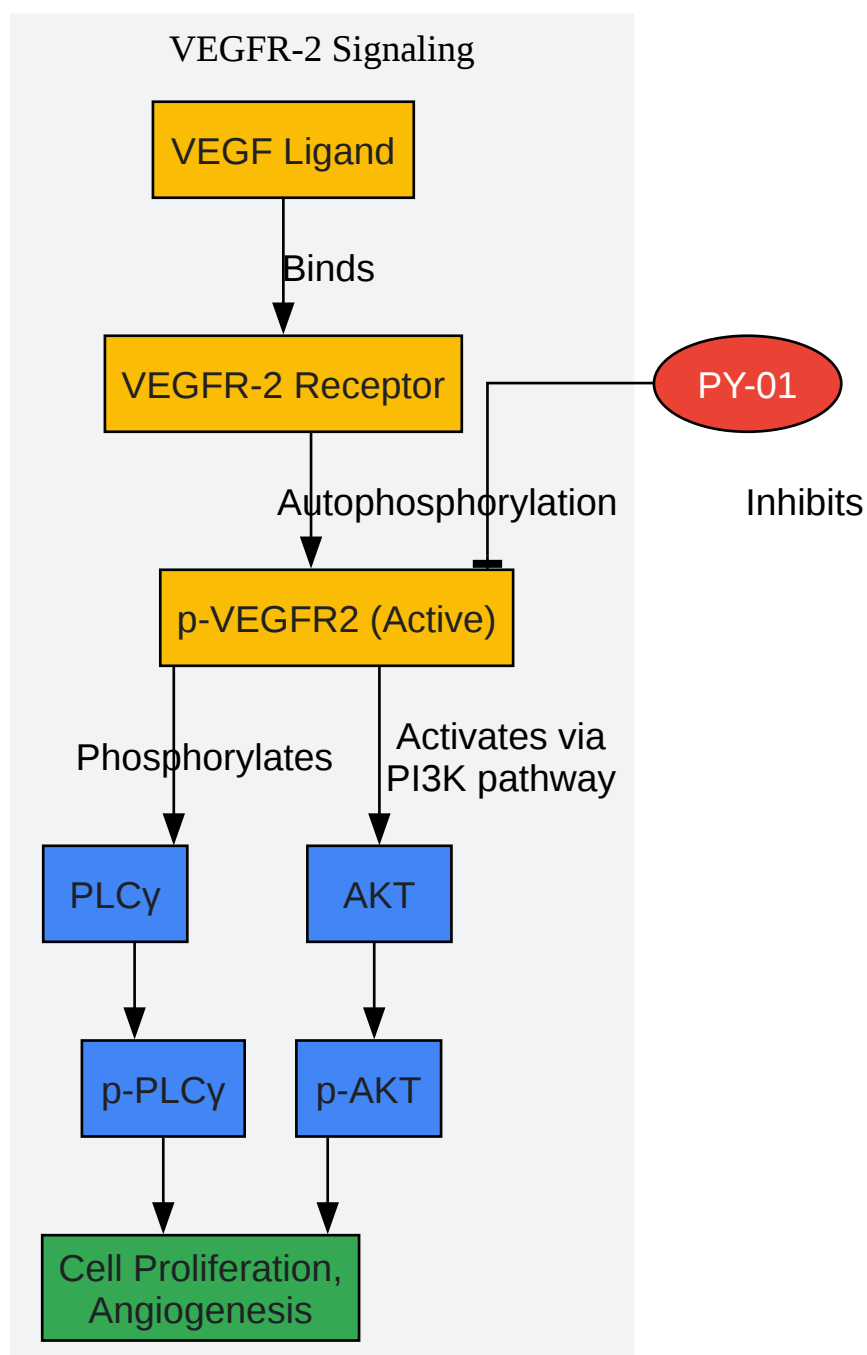 VEGFR-2 Signaling
VEGF Ligand
Binds
VEGFR-2 Receptor
PY-01
Autophosphorylation
Inhibits
p-VEGFR2 (Active)
Phosphorylates
Activates via
PI3K pathway
PLCγ
AKT
p-PLCγ
p-AKT
Cell Proliferation,
Angiogenesis